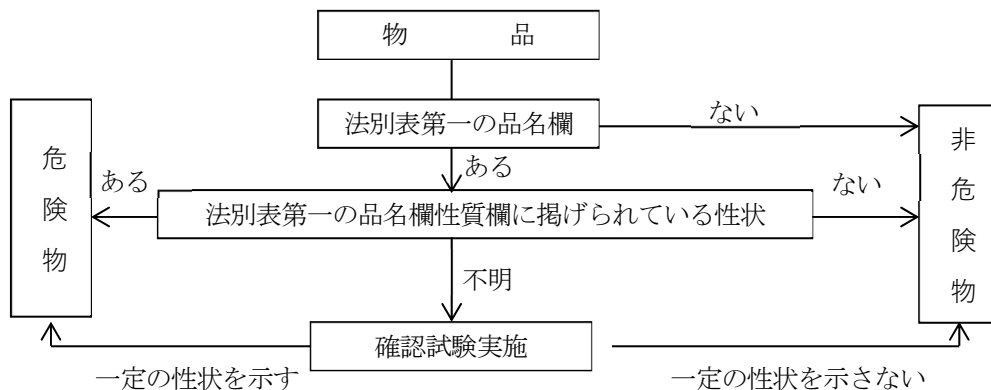 物　品
法別表第一の品名欄
ない
ある
危険物
非危険物
ある
法別表第一の品名欄性質欄に掲げられている性状
ない
不明
確認試験実施
一定の性状を示す
一定の性状を示さない